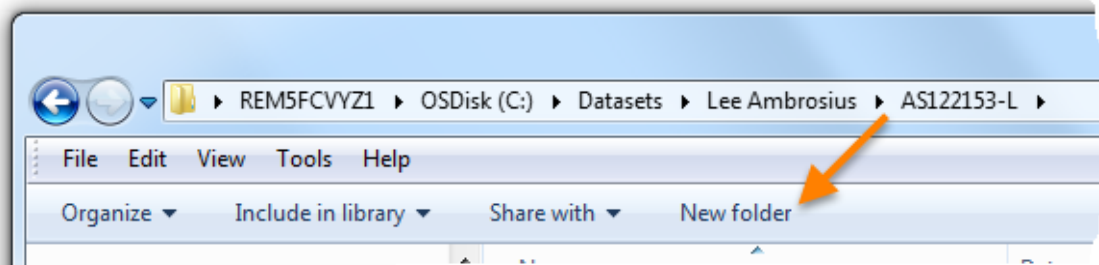 REM5FCVYZ1 OSDisk (C:) Datasets Lee Ambrosius AS122153-L
File Edit View Tools Help
Organize Include in library Share with New folder